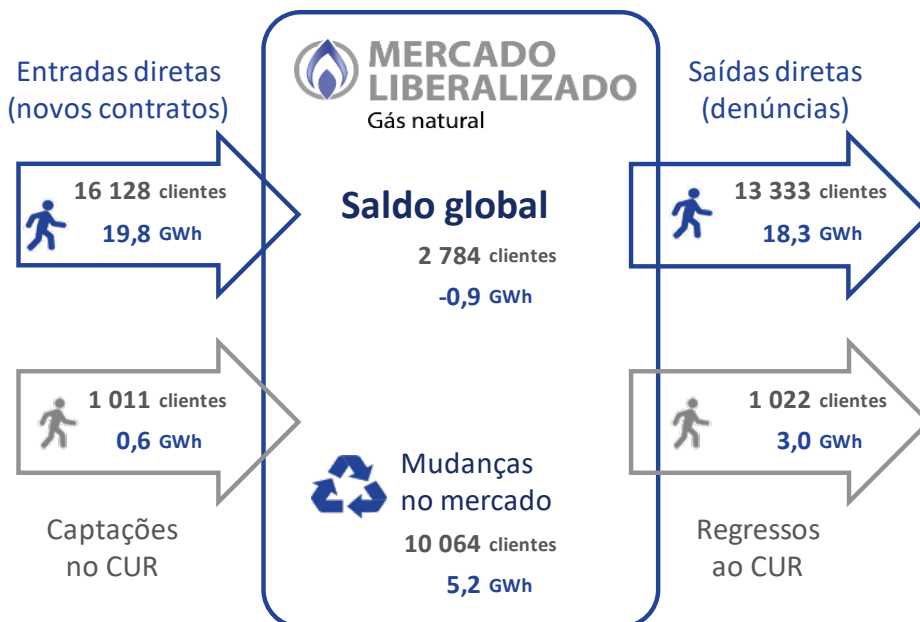 Entradas diretas
(novos contratos)
16 128 clientes
19,8 GWh
1 011 clientes
0,6 GWh
Captações
no CUR
MERCADO
LIBERALIZADO
Gás natural
Saldo global
2 784 clientes
-0,9 GWh
Mudanças
no mercado
10 064 clientes
5,2 GWh
Saídas diretas
(denúncias)
13 333 clientes
18,3 GWh
1 022 clientes
3,0 GWh
Regressos
ao CUR